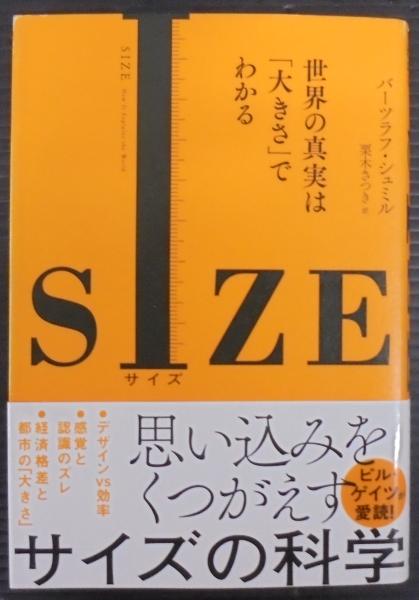 SIZE
How It Explains the World
世界の真実は
「大きさ」で
わかる
バーツラフ・シュミル
栗木さつき 訳
SIZE
サイズ
思い込みを
くつがえす
サイズの科学
ビル・
ゲイツが
愛読!
●デザインvs効率
●感覚と
認識のズレ
●経済格差と
都市の「大きさ」